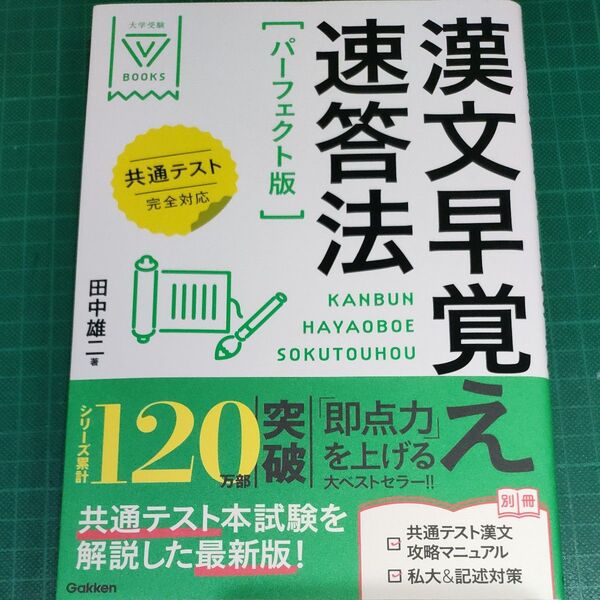 大学受験
BOOKS
漢文早覚え
速答法
[パーフェクト版]
共通テスト
完全対応
KANBUN
HAYAOBOE
SOKUTOUHOU
田中雄二 著
シリーズ累計
120万部
突破
「即点力」
を上げる
大ベストセラー!!
共通テスト本試験を
解説した最新版!
別冊
共通テスト漢文
攻略マニュアル
私大&記述対策
Gakken